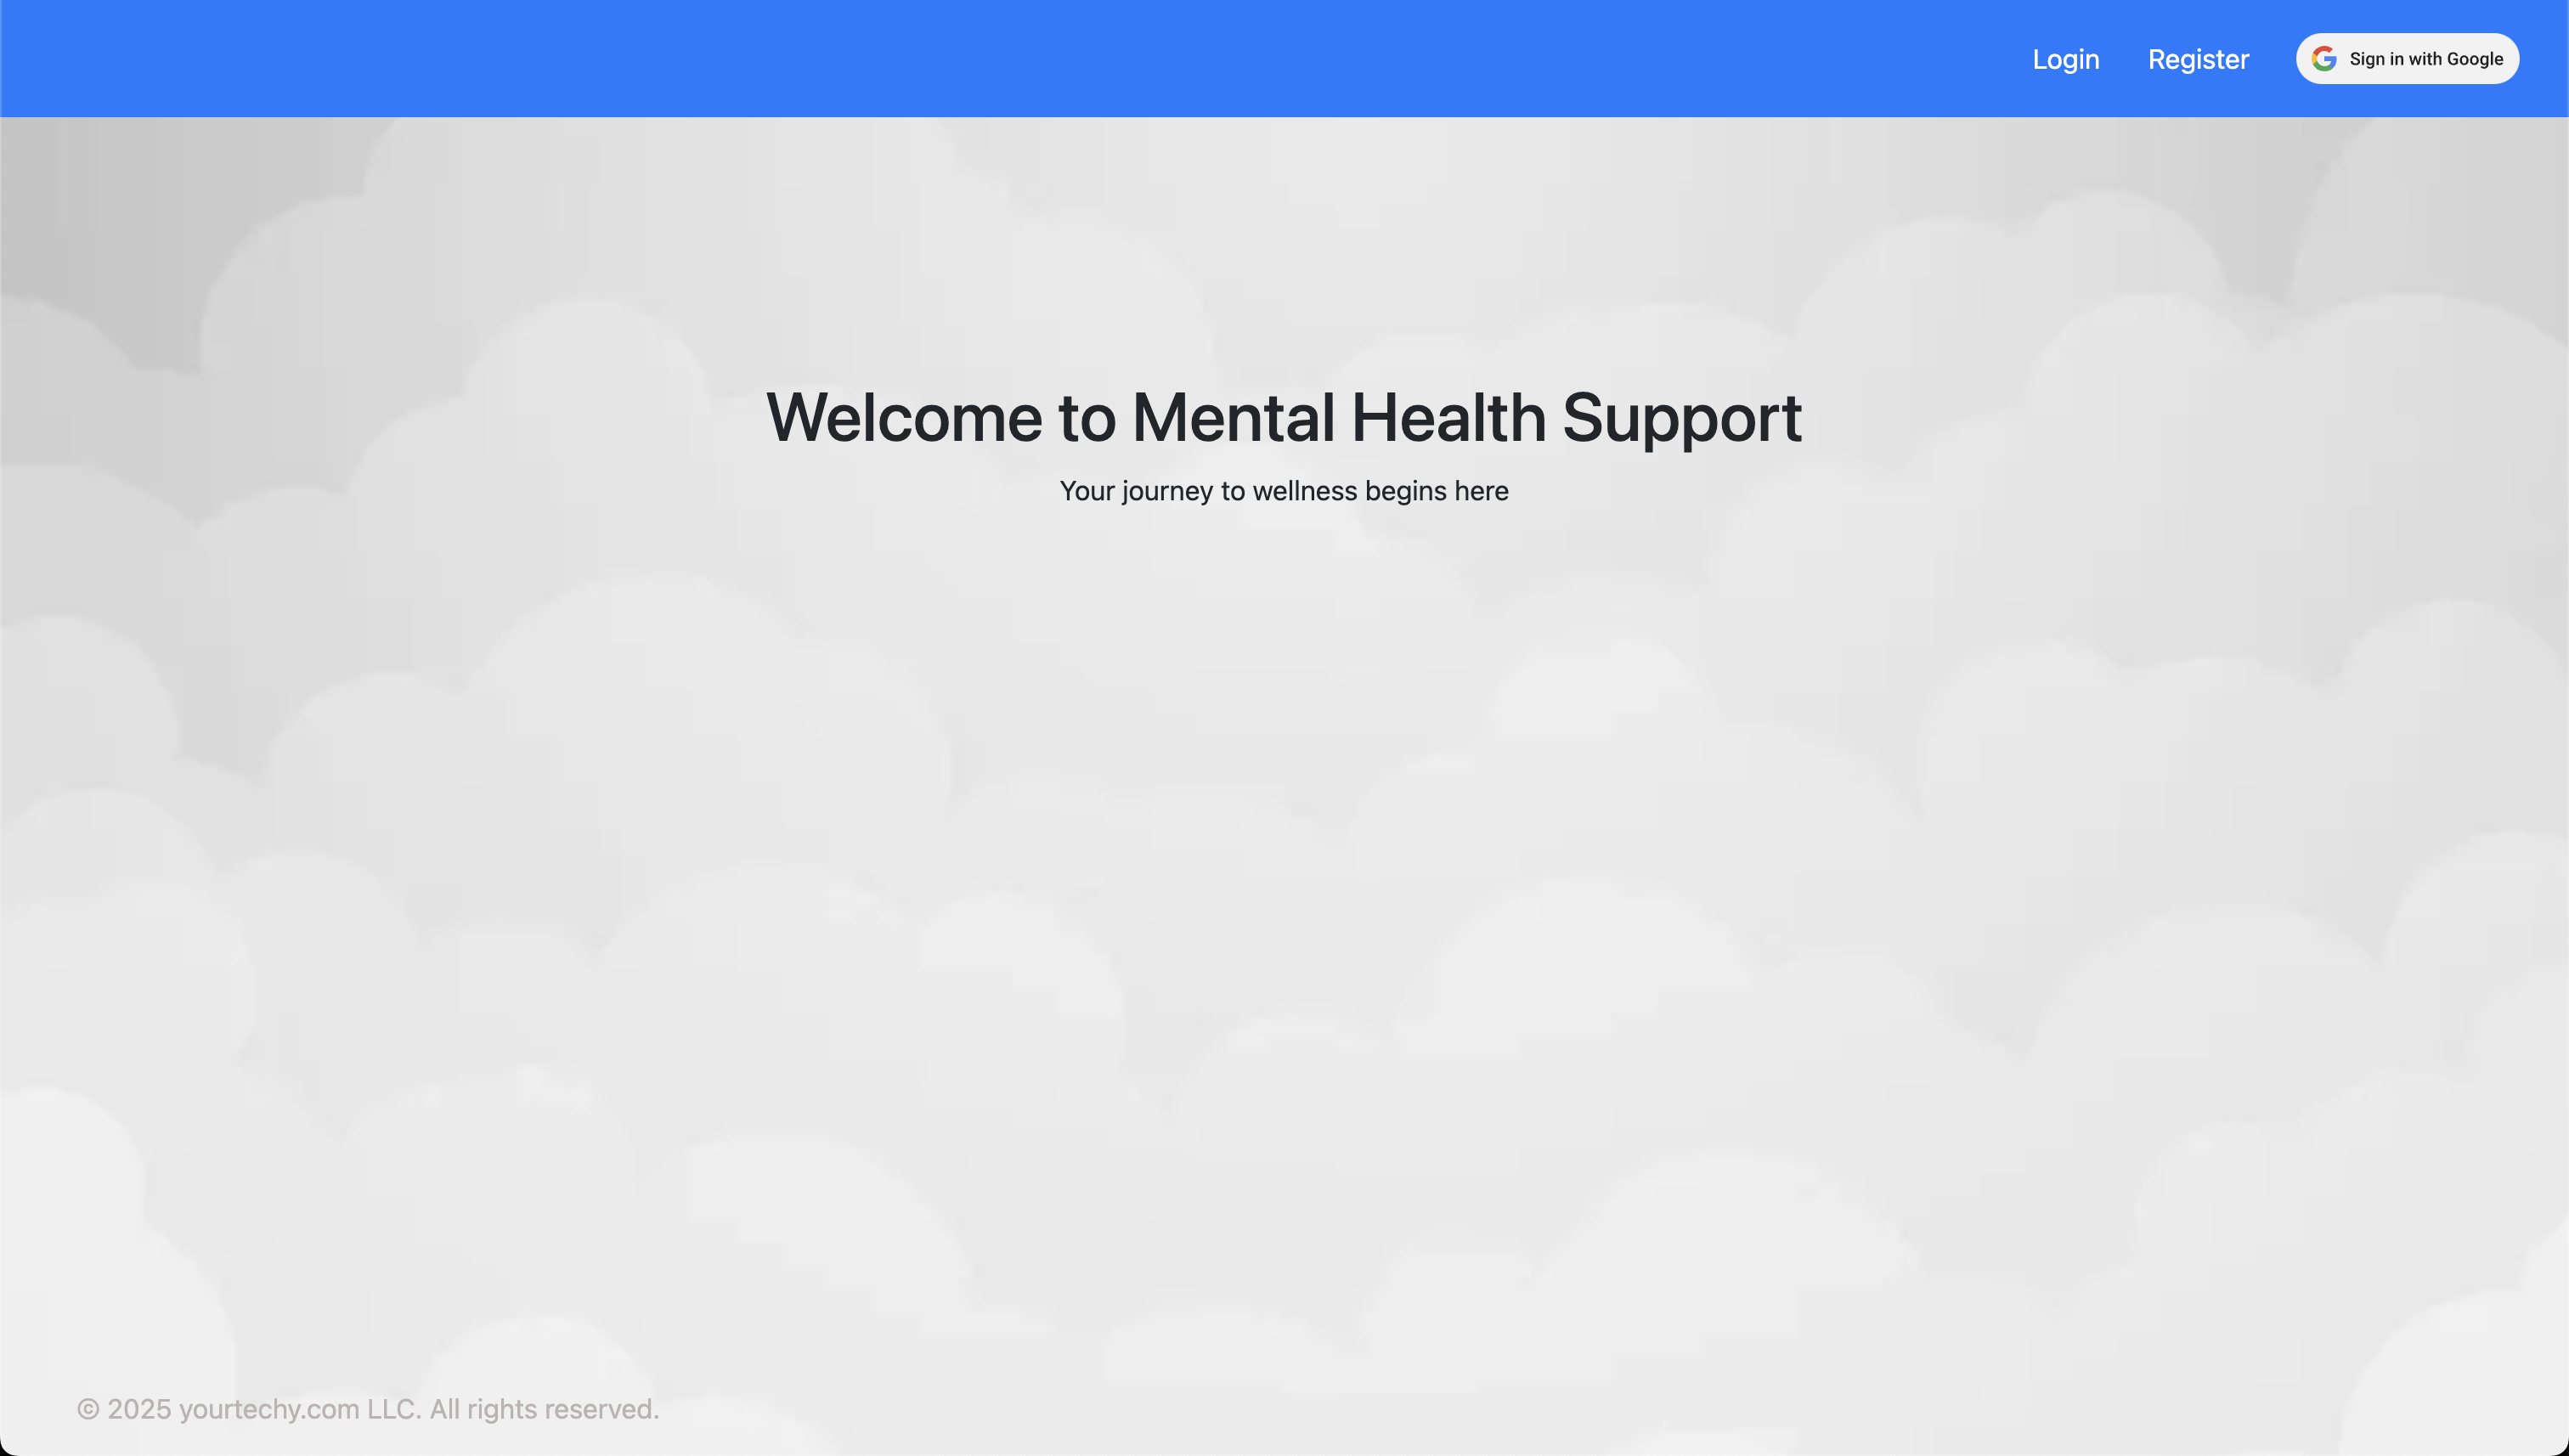 Login Register Sign in with Google
Welcome to Mental Health Support
Your journey to wellness begins here
© 2025 yourtechy.com LLC. All rights reserved.